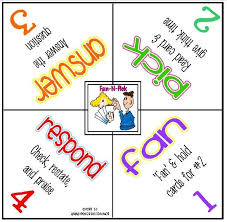 Fan-N-Pick
1
fan
"Fan" & hold
cards for #2
2
pick
Read card &
give think time
3
answer
Answer the
question
4
respond
Check, restate,
and praise